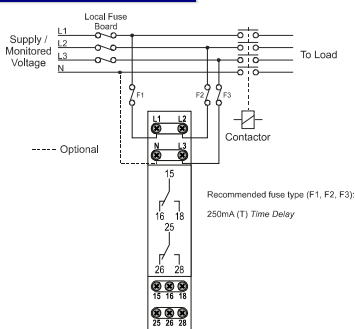 Local Fuse
Board
Supply /
Monitored
Voltage
L1
L2
L3
N
To Load
F1
F2
F3
Contactor
L1 L2
N L3
Optional
15
16 18
25
26 28
Recommended fuse type (F1, F2, F3):
250mA (T) Time Delay
15 16 18
25 26 28